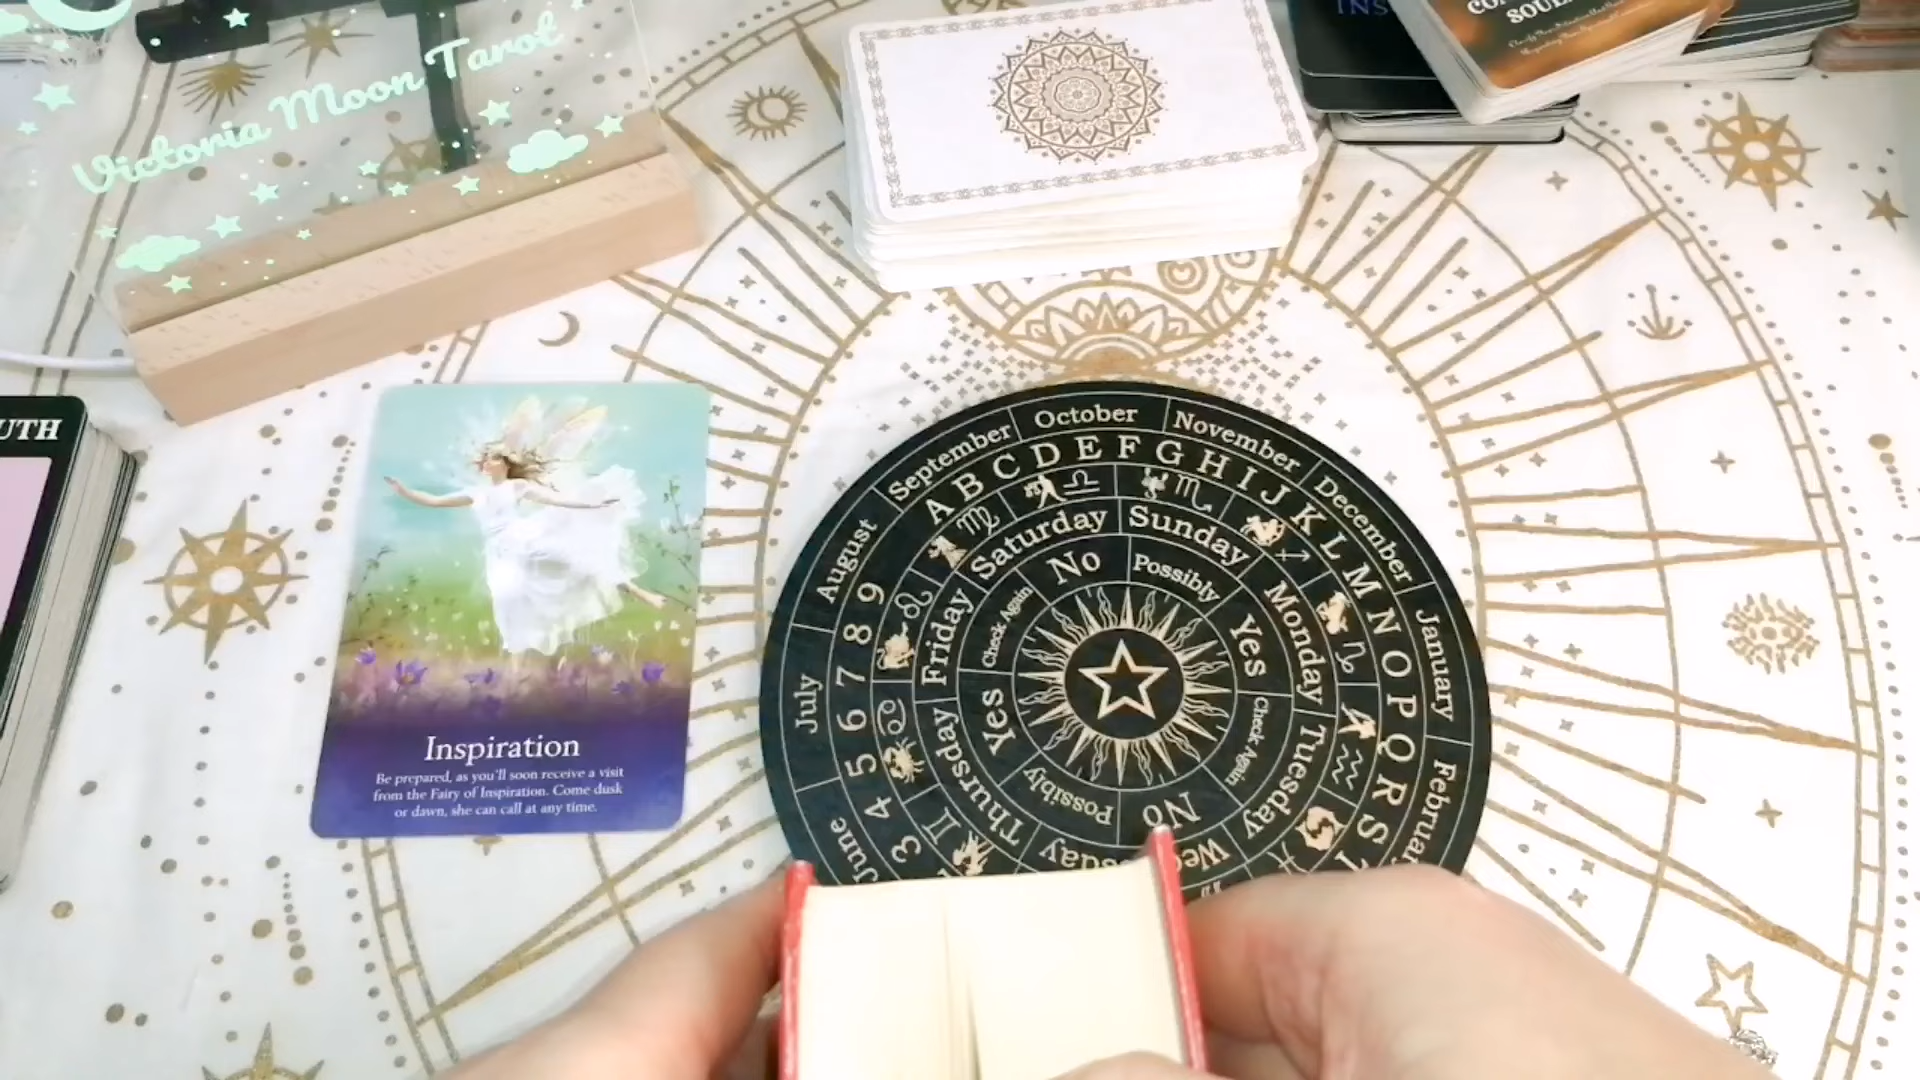 Victoria Moon Tarot
INS
SOUL
UTH
Inspiration
Be prepared, as you'll soon receive a visit
from the Fairy of Inspiration. Come dusk
or dawn, she can call at any time.
June July August September October November December January February
3 4 5 6 7 8 9 A B C D E F G H I J K L M N O P Q R S T
Thursday Friday Saturday Sunday Monday Tuesday
Yes Check Again No Possibly Yes Check Again No Possibly